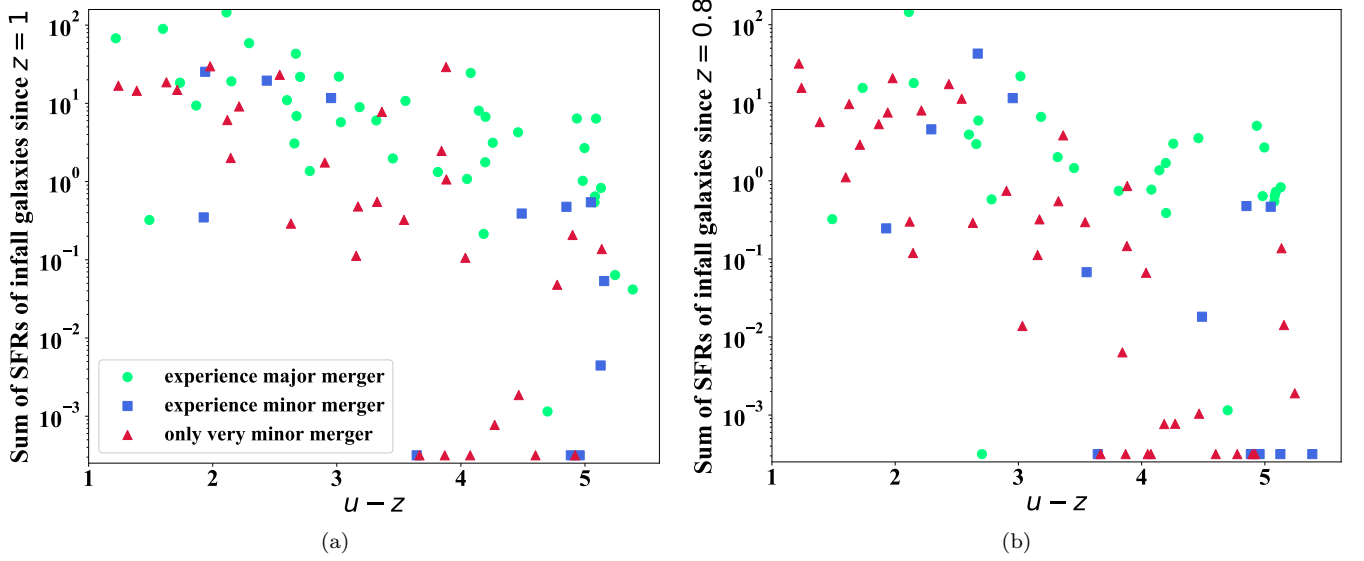 Sum of SFRs of infall galaxies since z = 1
10²
10¹
10⁰
10⁻¹
10⁻²
10⁻³
experience major merger
experience minor merger
only very minor merger
1 2 3 4 5
u − z
(a)
Sum of SFRs of infall galaxies since z = 0.8
10²
10¹
10⁰
10⁻¹
10⁻²
10⁻³
1 2 3 4 5
u − z
(b)